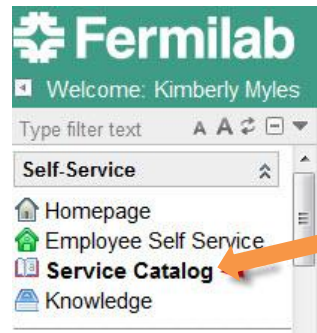 Fermilab
Welcome: Kimberly Myles
Type filter text A A
Self-Service
Homepage
Employee Self Service
Service Catalog
Knowledge